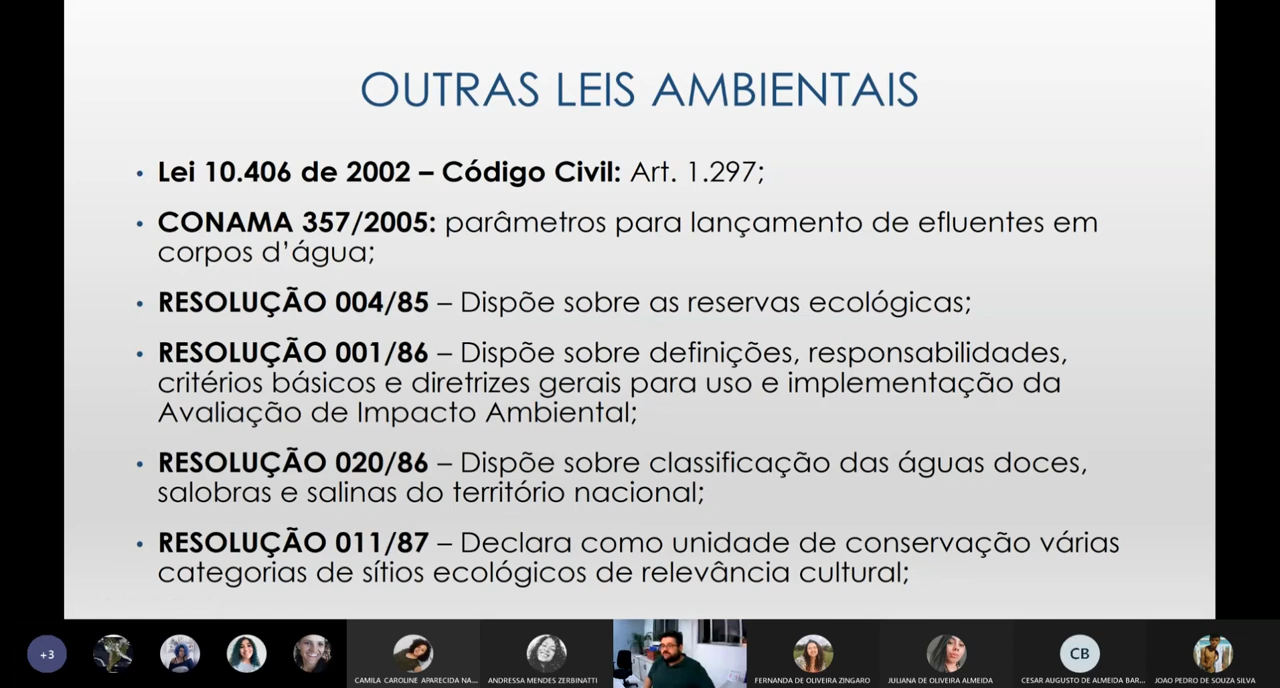 OUTRAS LEIS AMBIENTAIS
• Lei 10.406 de 2002 – Código Civil: Art. 1.297;
• CONAMA 357/2005: parâmetros para lançamento de efluentes em
corpos d’água;
• RESOLUÇÃO 004/85 – Dispõe sobre as reservas ecológicas;
• RESOLUÇÃO 001/86 – Dispõe sobre definições, responsabilidades,
critérios básicos e diretrizes gerais para uso e implementação da
Avaliação de Impacto Ambiental;
• RESOLUÇÃO 020/86 – Dispõe sobre classificação das águas doces,
salobras e salinas do território nacional;
• RESOLUÇÃO 011/87 – Declara como unidade de conservação várias
categorias de sítios ecológicos de relevância cultural;
+3
CB
CAMILA CAROLINE APARECIDA NA...
ANDRESSA MENDES ZERBINATTI
FERNANDA DE OLIVEIRA ZINGARO
JULIANA DE OLIVEIRA ALMEIDA
CESAR AUGUSTO DE ALMEIDA BAR...
JOAO PEDRO DE SOUZA SILVA